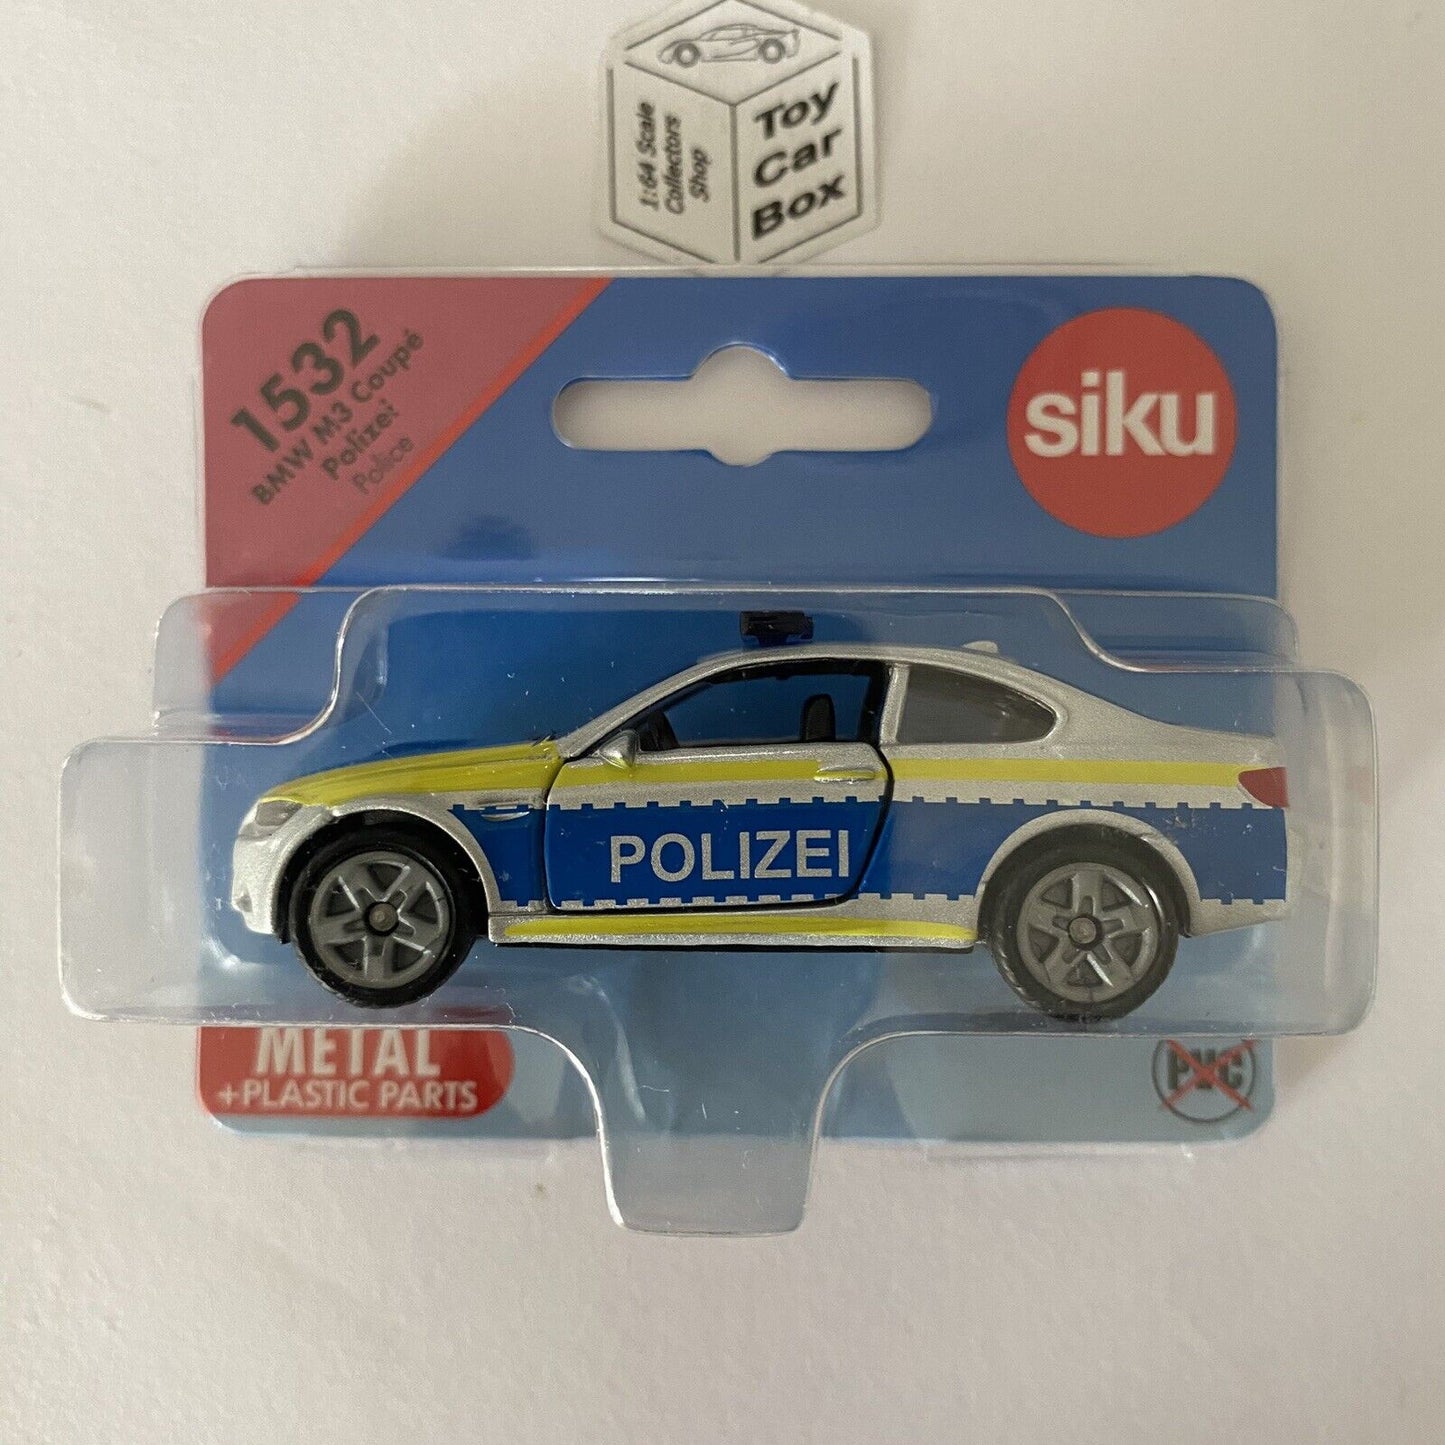 1:64 Scale
Collectors
Shop
Toy
Car
Box
1532
BMW M3 Coupé
Polizei
Police
siku
POLIZEI
METAL
+PLASTIC PARTS
PVC